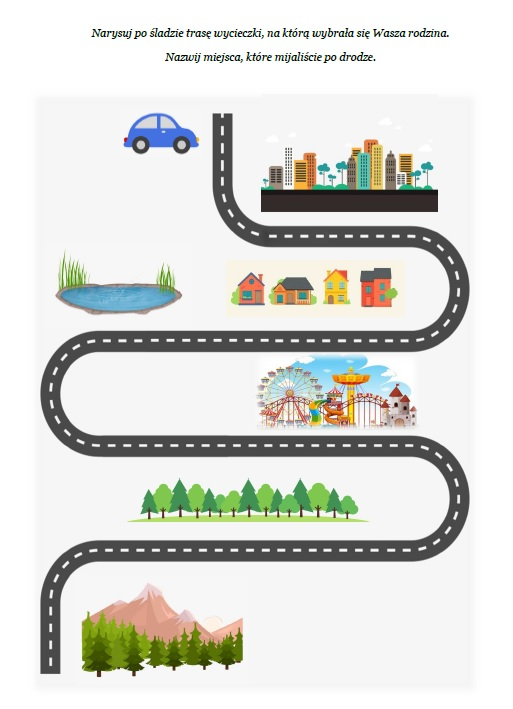 Narysuj po śladzie trasę wycieczki, na którą wybrała się Wasza rodzina.
Nazwij miejsca, które mijaliście po drodze.